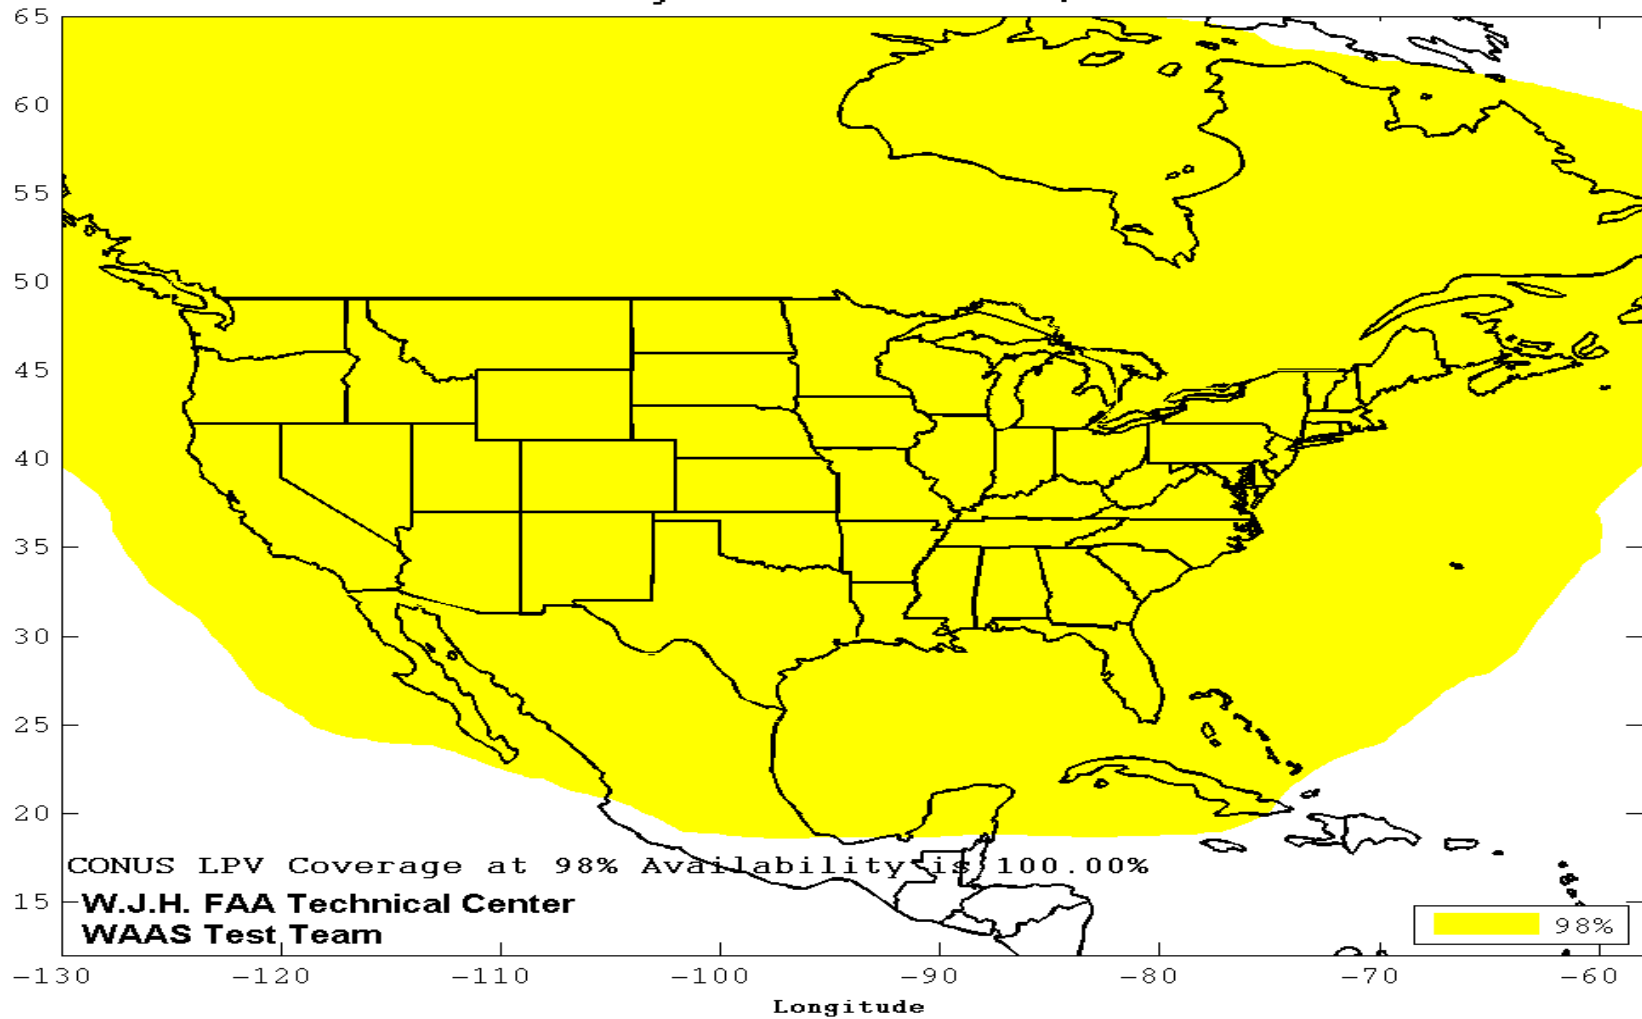 65
60
55
50
45
40
35
30
25
20
CONUS LPV Coverage at 98% Availability is 100.00%
15
W.J.H. FAA Technical Center
WAAS Test Team
98%
-130 -120 -110 -100 -90 -80 -70 -60
Longitude